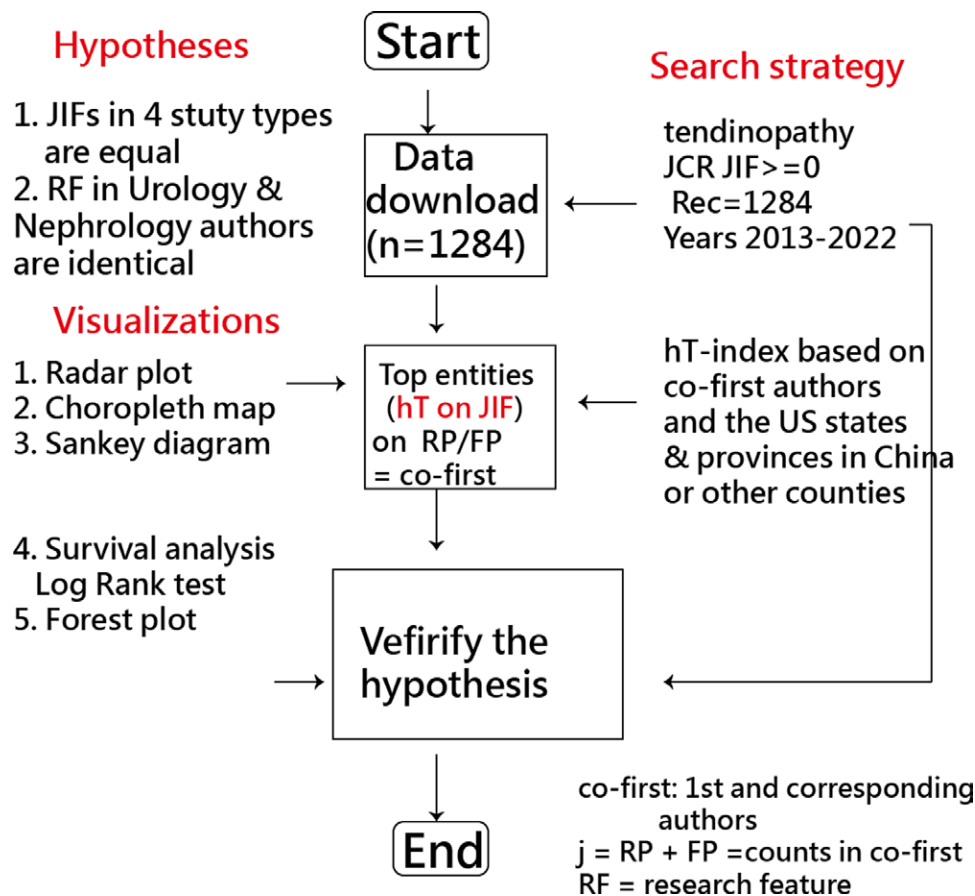 Start
Hypotheses
1. JIFs in 4 stuty types
are equal
2. RF in Urology &
Nephrology authors
are identical
Data
download
(n=1284)
Search strategy
tendinopathy
JCR JIF>=0
Rec=1284
Years 2013-2022
Visualizations
1. Radar plot
2. Choropleth map
3. Sankey diagram
Top entities
(hT on JIF)
on RP/FP
= co-first
hT-index based on
co-first authors
and the US states
& provinces in China
or other counties
4. Survival analysis
Log Rank test
5. Forest plot
Vefirify the
hypothesis
End
co-first: 1st and corresponding
authors
j = RP + FP =counts in co-first
RF = research feature